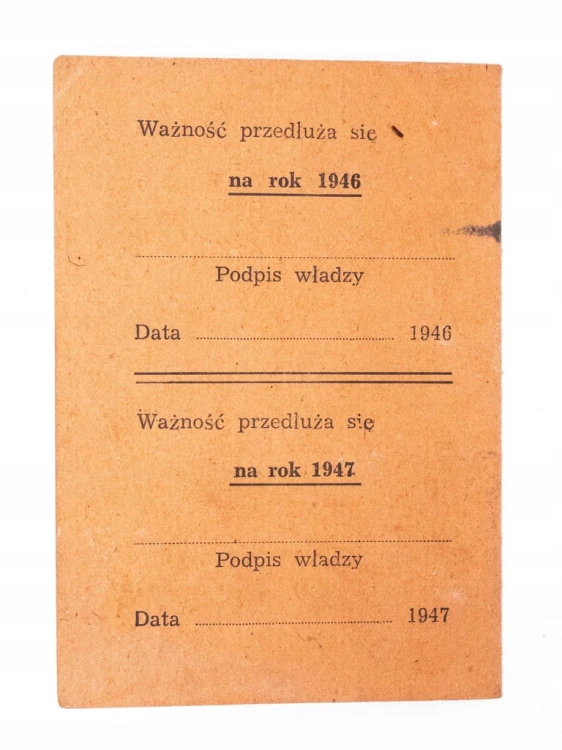 Ważność przedłuża się
na rok 1946
Podpis władzy
Data .................... 1946
Ważność przedłuża się
na rok 1947
Podpis władzy
Data .................... 1947